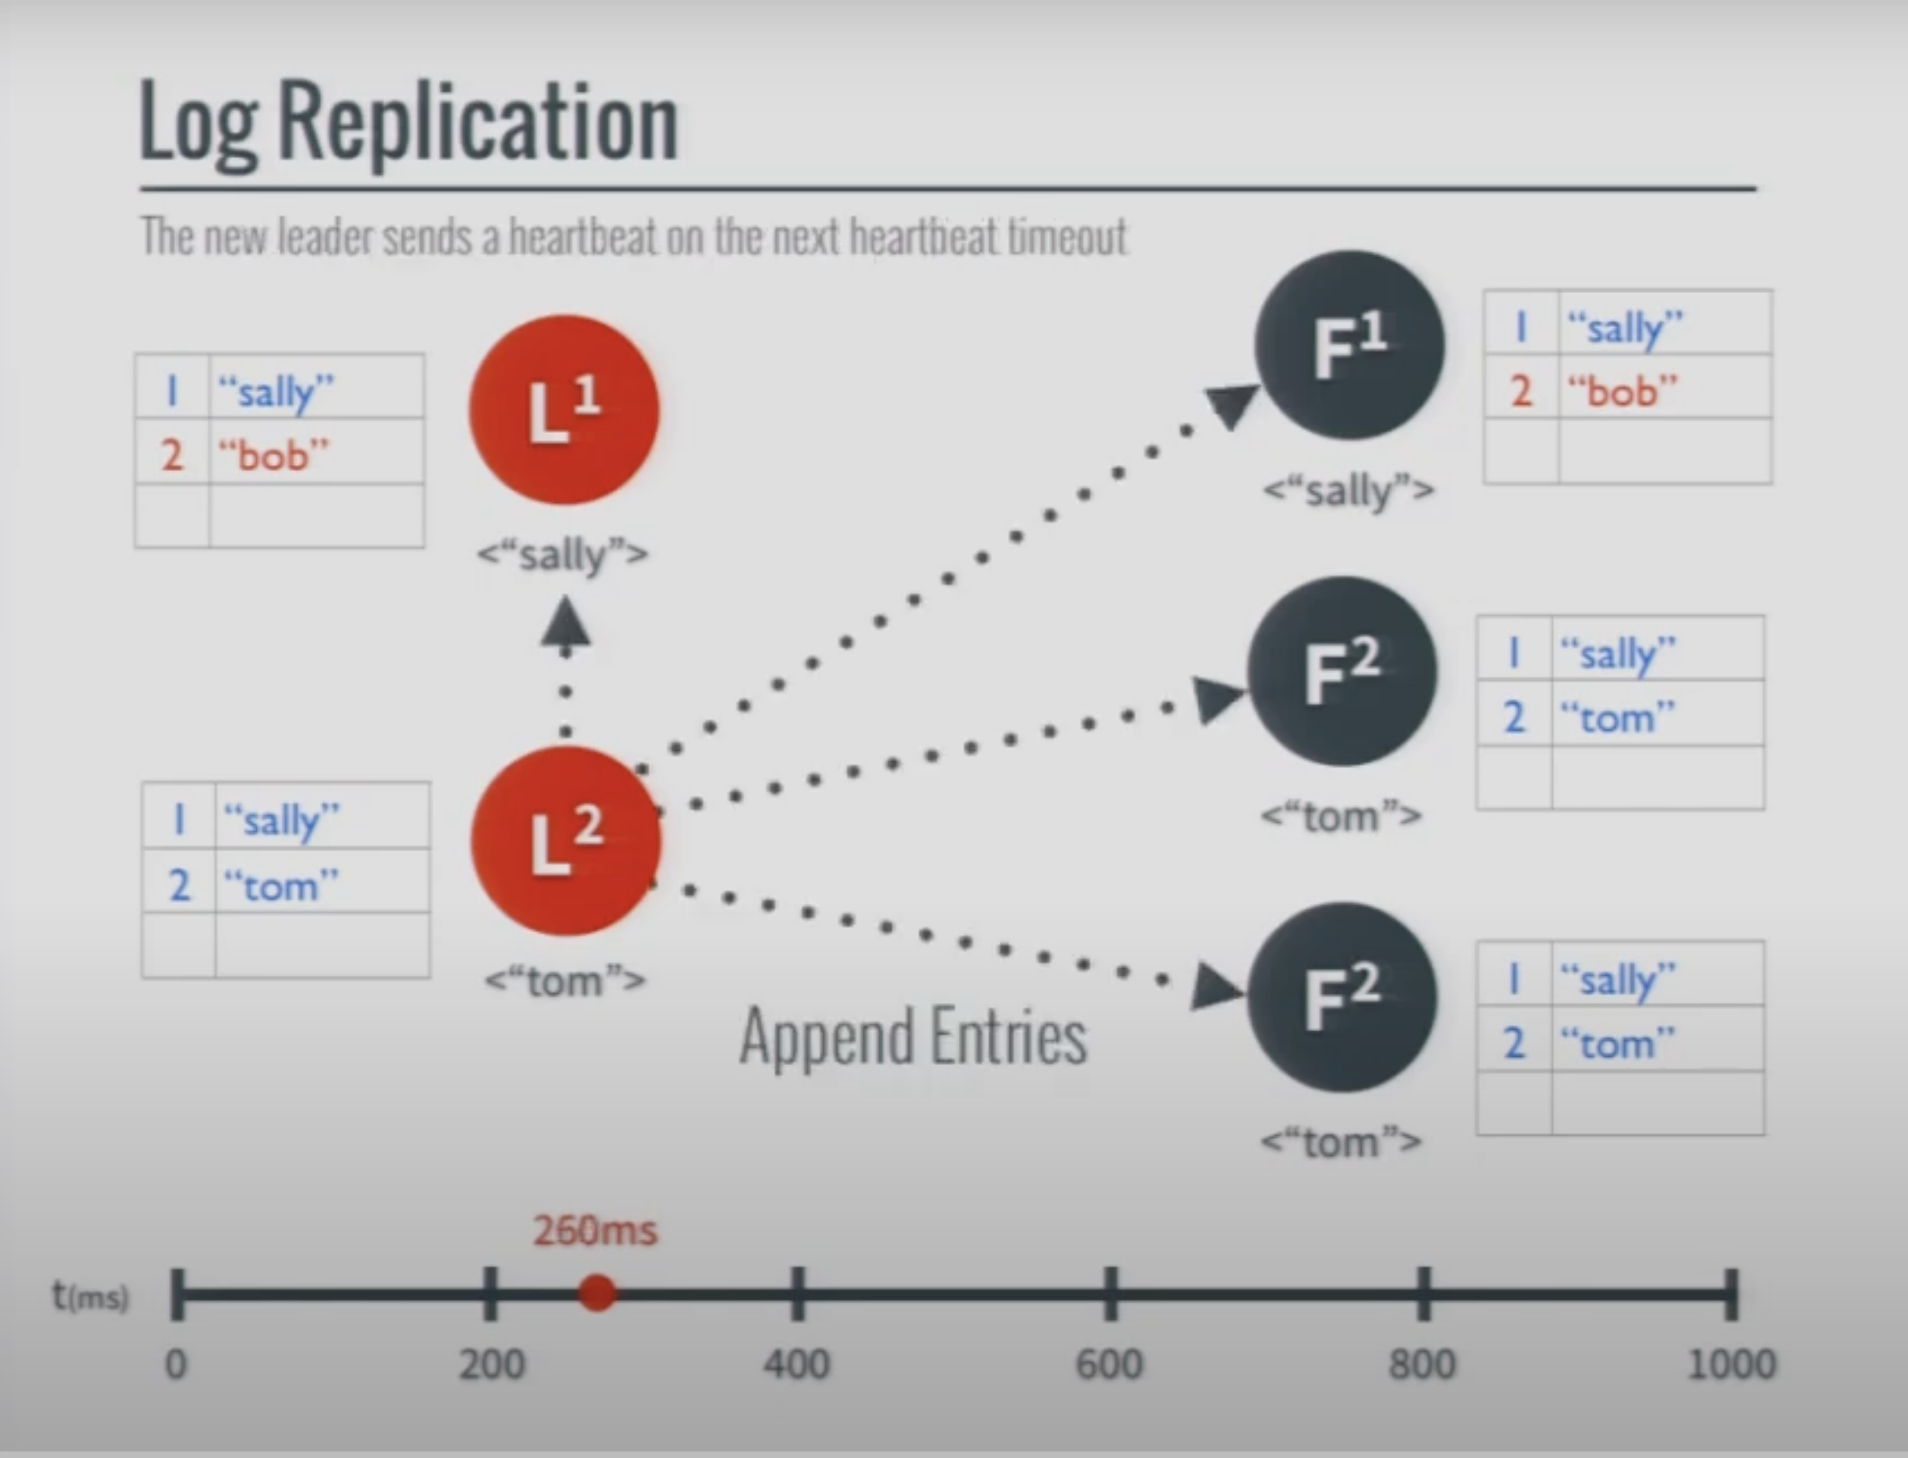 Log Replication
The new leader sends a heartbeat on the next heartbeat timeout
1 “sally”
2 “bob”
L¹
<“sally”>
F¹
<“sally”>
1 “sally”
2 “bob”
F²
<“tom”>
1 “sally”
2 “tom”
1 “sally”
2 “tom”
L²
<“tom”>
Append Entries
F²
<“tom”>
1 “sally”
2 “tom”
260ms
t(ms)
0 200 400 600 800 1000